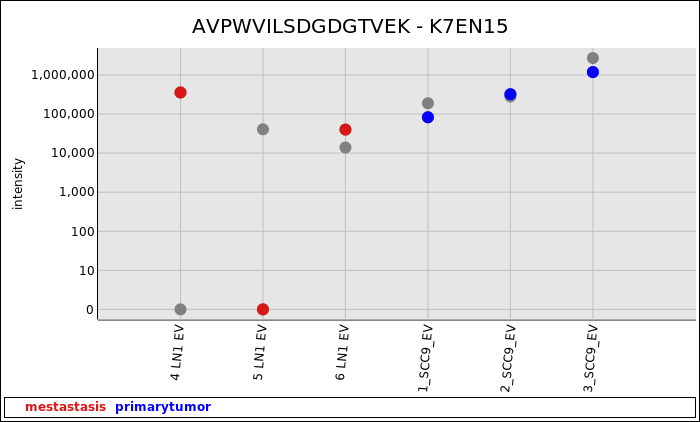 AVPWVILSDGDGTVEK - K7EN15
intensity
1,000,000
100,000
10,000
1,000
100
10
0
4 LN1 EV
5 LN1 EV
6 LN1 EV
1_SCC9_EV
2_SCC9_EV
3_SCC9_EV
mestastasis primarytumor